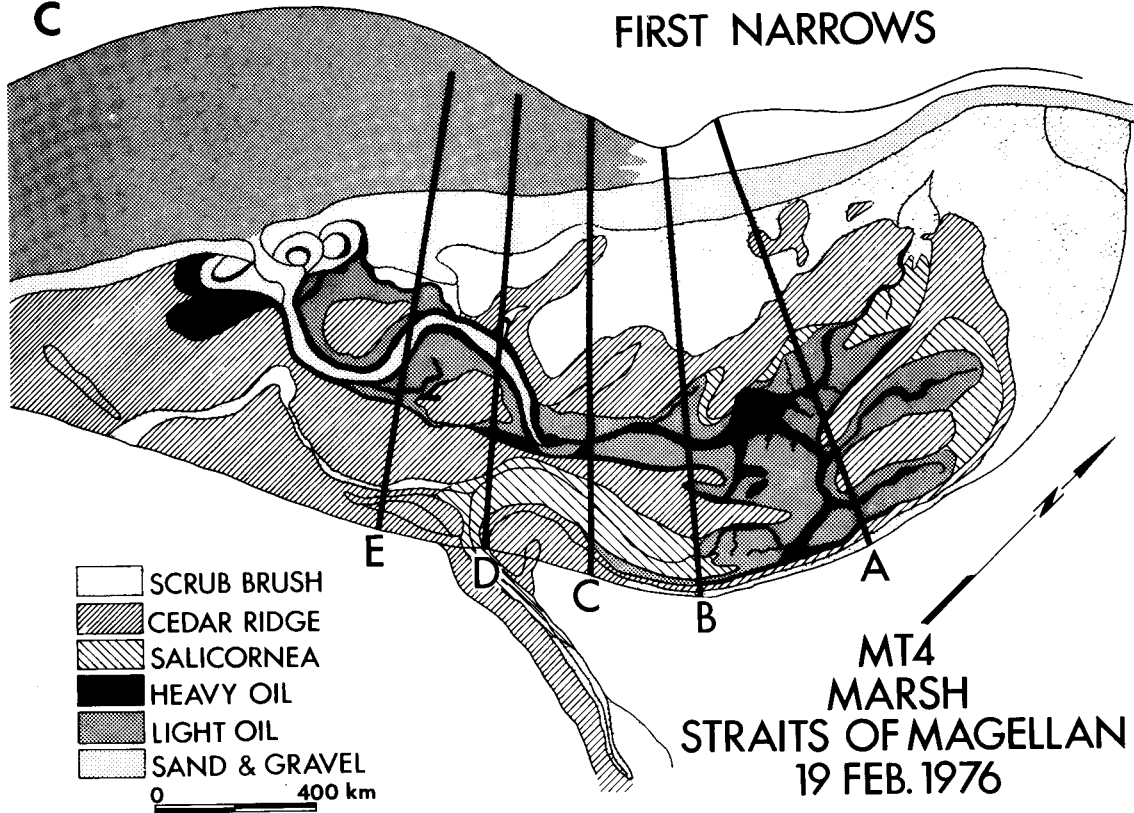 C
FIRST NARROWS
E
D
C
B
A
N
SCRUB BRUSH
CEDAR RIDGE
SALICORNEA
HEAVY OIL
LIGHT OIL
SAND & GRAVEL
0 400 km
MT4
MARSH
STRAITS OF MAGELLAN
19 FEB. 1976